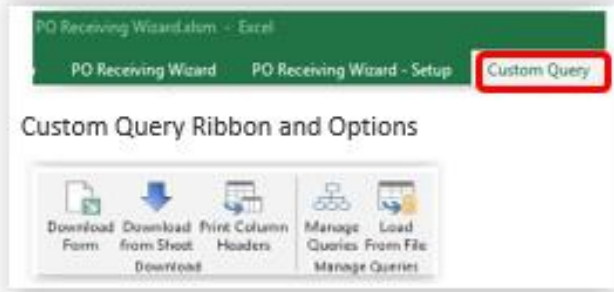 PO Receiving Wizard.xlsm - Excel
PO Receiving Wizard PO Receiving Wizard - Setup Custom Query
Custom Query Ribbon and Options
Download Download Print Column Manage Load
Form from Sheet Headers Queries From File
Download Manage Queries